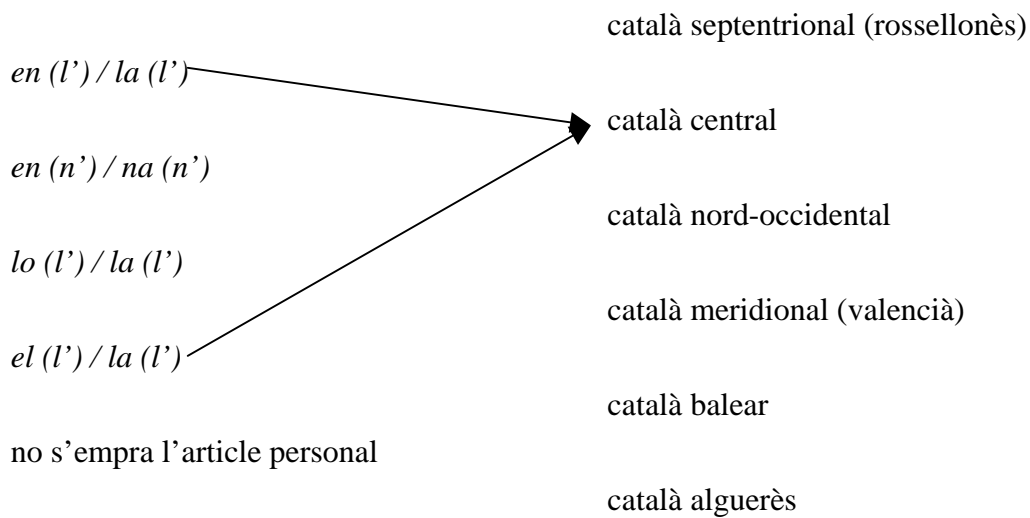 en (l’) / la (l’)
en (n’) / na (n’)
lo (l’) / la (l’)
el (l’) / la (l’)
no s’empra l’article personal
català septentrional (rossellonès)
català central
català nord-occidental
català meridional (valencià)
català balear
català alguerès